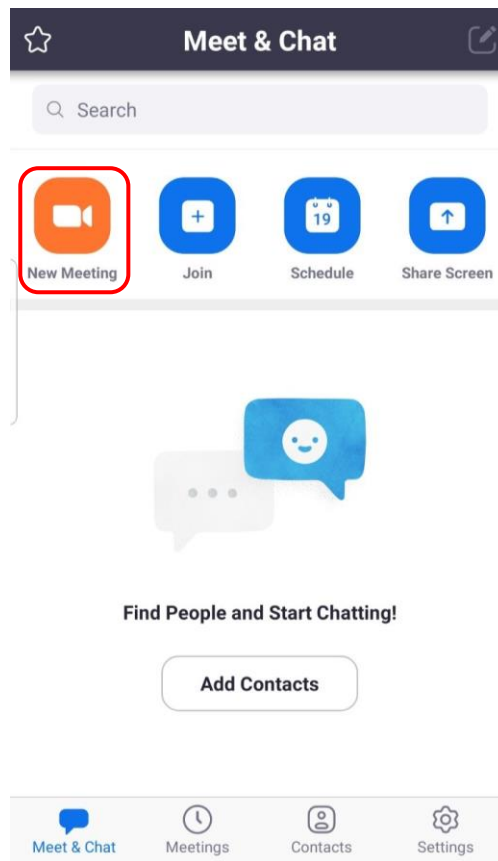 Meet & Chat
Search
New Meeting Join Schedule Share Screen
19
Find People and Start Chatting!
Add Contacts
Meet & Chat Meetings Contacts Settings